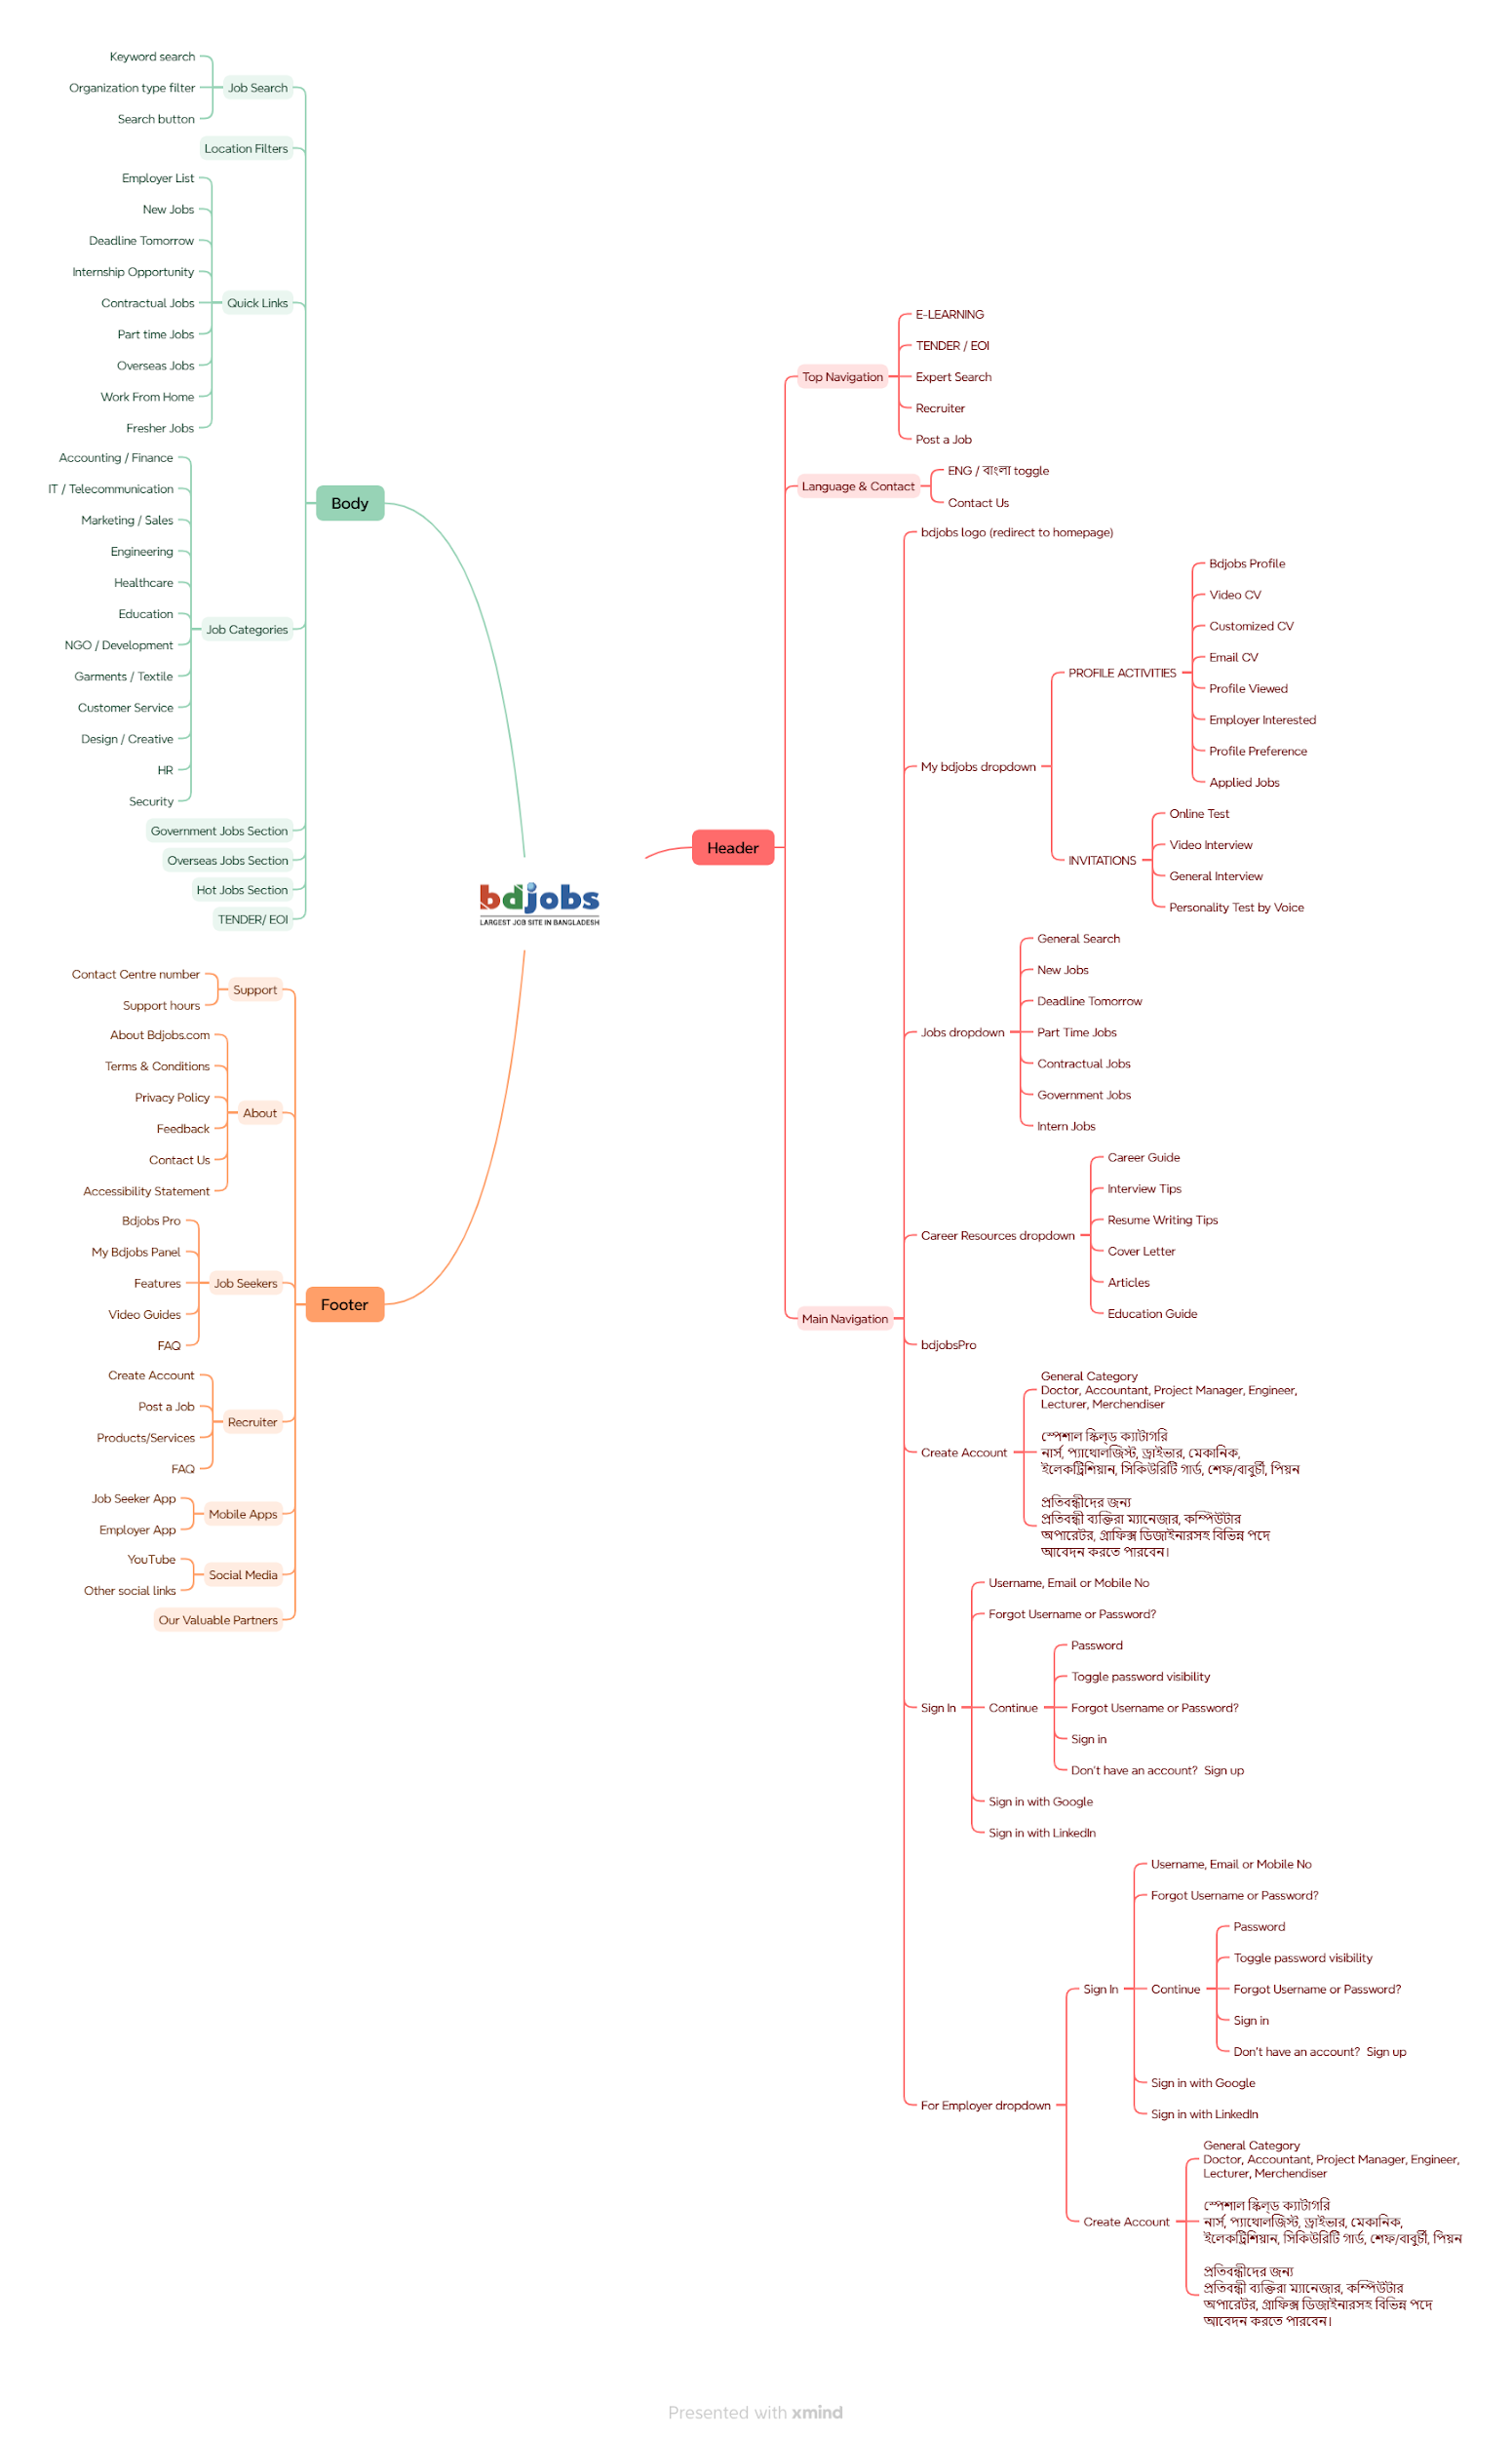 Keyword search
Organization type filter
Search button
Job Search
Location Filters
Employer List
New Jobs
Deadline Tomorrow
Internship Opportunity
Contractual Jobs
Part time Jobs
Overseas Jobs
Work From Home
Fresher Jobs
Quick Links
Accounting / Finance
IT / Telecommunication
Marketing / Sales
Engineering
Healthcare
Education
NGO / Development
Garments / Textile
Customer Service
Design / Creative
HR
Security
Job Categories
Government Jobs Section
Overseas Jobs Section
Hot Jobs Section
TENDER/ EOI
Body
Contact Centre number
Support hours
Support
About Bdjobs.com
Terms & Conditions
Privacy Policy
Feedback
Contact Us
Accessibility Statement
About
Bdjobs Pro
My Bdjobs Panel
Features
Video Guides
FAQ
Job Seekers
Create Account
Post a Job
Products/Services
FAQ
Recruiter
Job Seeker App
Employer App
Mobile Apps
YouTube
Other social links
Social Media
Our Valuable Partners
Footer
bdjobs
LARGEST JOB SITE IN BANGLADESH
Header
Top Navigation
E-LEARNING
TENDER / EOI
Expert Search
Recruiter
Post a Job
Language & Contact
ENG / বাংলা toggle
Contact Us
Main Navigation
bdjobs logo (redirect to homepage)
My bdjobs dropdown
PROFILE ACTIVITIES
Bdjobs Profile
Video CV
Customized CV
Email CV
Profile Viewed
Employer Interested
Profile Preference
Applied Jobs
INVITATIONS
Online Test
Video Interview
General Interview
Personality Test by Voice
Jobs dropdown
General Search
New Jobs
Deadline Tomorrow
Part Time Jobs
Contractual Jobs
Government Jobs
Intern Jobs
Career Resources dropdown
Career Guide
Interview Tips
Resume Writing Tips
Cover Letter
Articles
Education Guide
bdjobsPro
Create Account
General Category
Doctor, Accountant, Project Manager, Engineer,
Lecturer, Merchendiser
স্পেশাল স্কিল্ড ক্যাটাগরি
নার্স, প্যাথোলজিস্ট, ড্রাইভার, মেকানিক,
ইলেকট্রিশিয়ান, সিকিউরিটি গার্ড, শেফ/বাবুর্চী, পিয়ন
প্রতিবন্ধীদের জন্য
প্রতিবন্ধী ব্যক্তিরা ম্যানেজার, কম্পিউটার
অপারেটর, গ্রাফিক্স ডিজাইনারসহ বিভিন্ন পদে
আবেদন করতে পারবেন।
Sign In
Username, Email or Mobile No
Forgot Username or Password?
Continue
Password
Toggle password visibility
Forgot Username or Password?
Sign in
Don't have an account?  Sign up
Sign in with Google
Sign in with LinkedIn
For Employer dropdown
Sign In
Username, Email or Mobile No
Forgot Username or Password?
Continue
Password
Toggle password visibility
Forgot Username or Password?
Sign in
Don't have an account?  Sign up
Sign in with Google
Sign in with LinkedIn
Create Account
General Category
Doctor, Accountant, Project Manager, Engineer,
Lecturer, Merchendiser
স্পেশাল স্কিল্ড ক্যাটাগরি
নার্স, প্যাথোলজিস্ট, ড্রাইভার, মেকানিক,
ইলেকট্রিশিয়ান, সিকিউরিটি গার্ড, শেফ/বাবুর্চী, পিয়ন
প্রতিবন্ধীদের জন্য
প্রতিবন্ধী ব্যক্তিরা ম্যানেজার, কম্পিউটার
অপারেটর, গ্রাফিক্স ডিজাইনারসহ বিভিন্ন পদে
আবেদন করতে পারবেন।
Presented with xmind